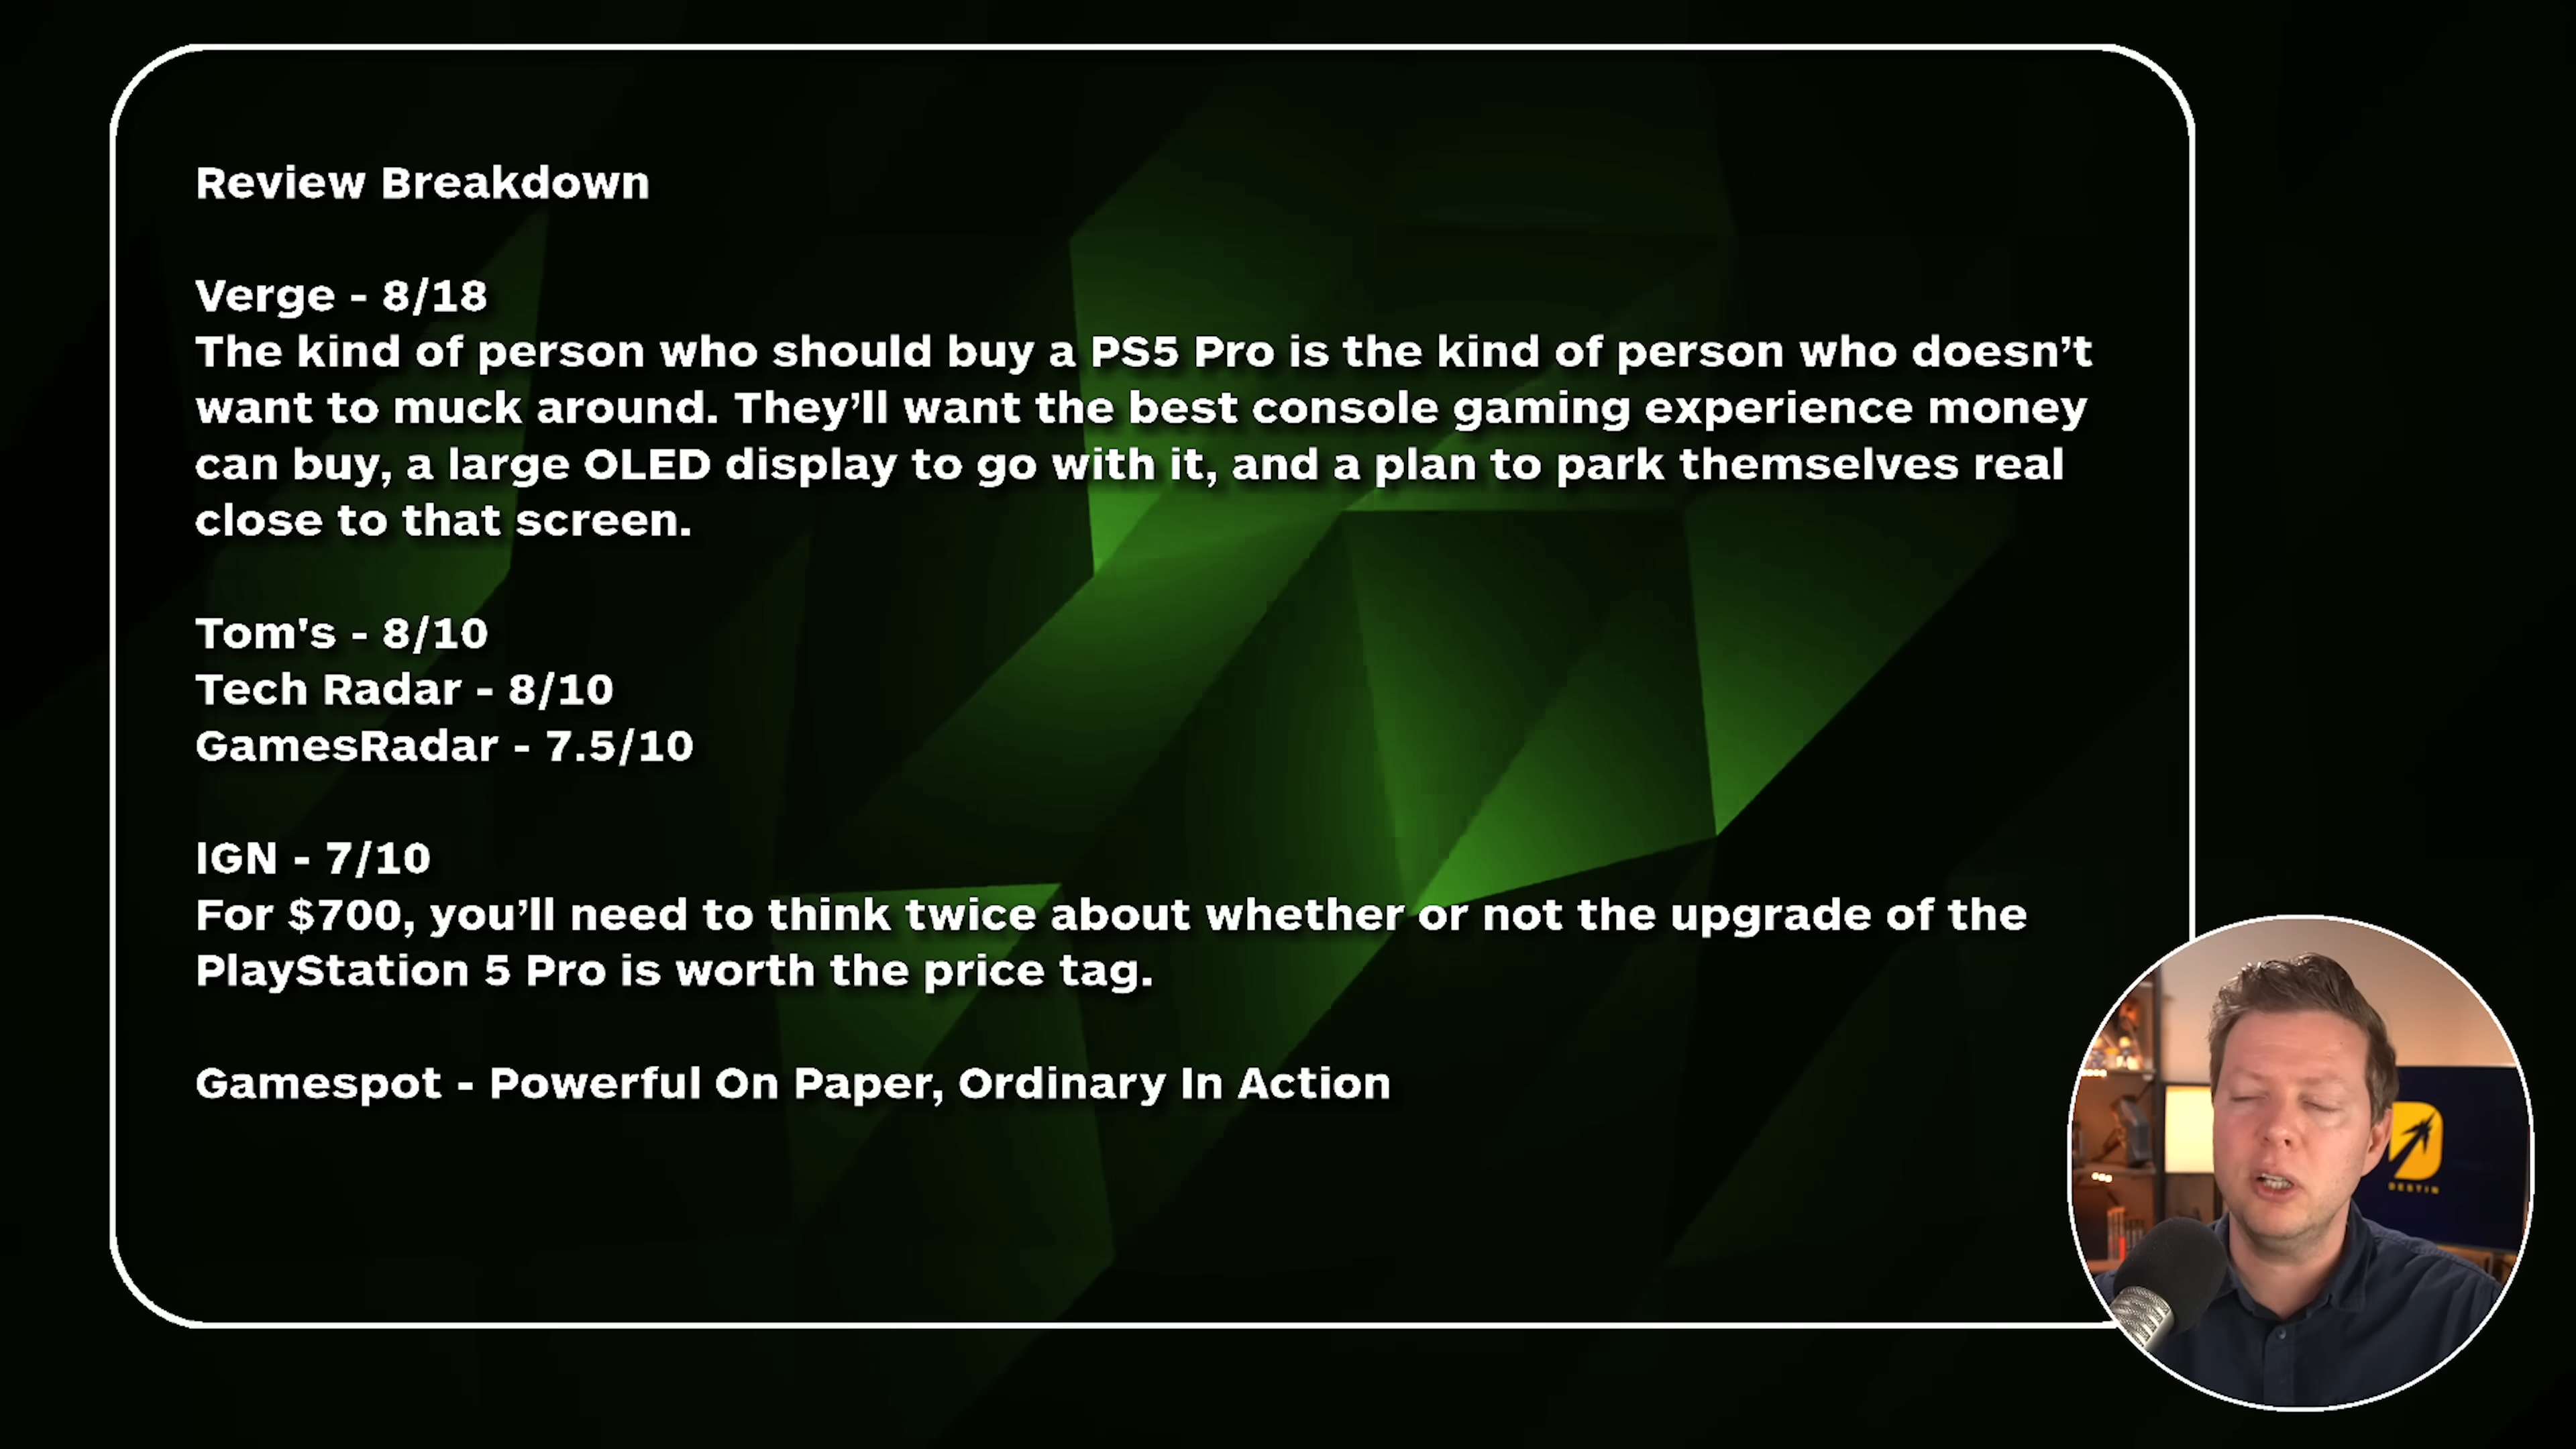 Review Breakdown
Verge - 8/18
The kind of person who should buy a PS5 Pro is the kind of person who doesn’t
want to muck around. They’ll want the best console gaming experience money
can buy, a large OLED display to go with it, and a plan to park themselves real
close to that screen.
Tom's - 8/10
Tech Radar - 8/10
GamesRadar - 7.5/10
IGN - 7/10
For $700, you’ll need to think twice about whether or not the upgrade of the
PlayStation 5 Pro is worth the price tag.
Gamespot - Powerful On Paper, Ordinary In Action
DESTIN